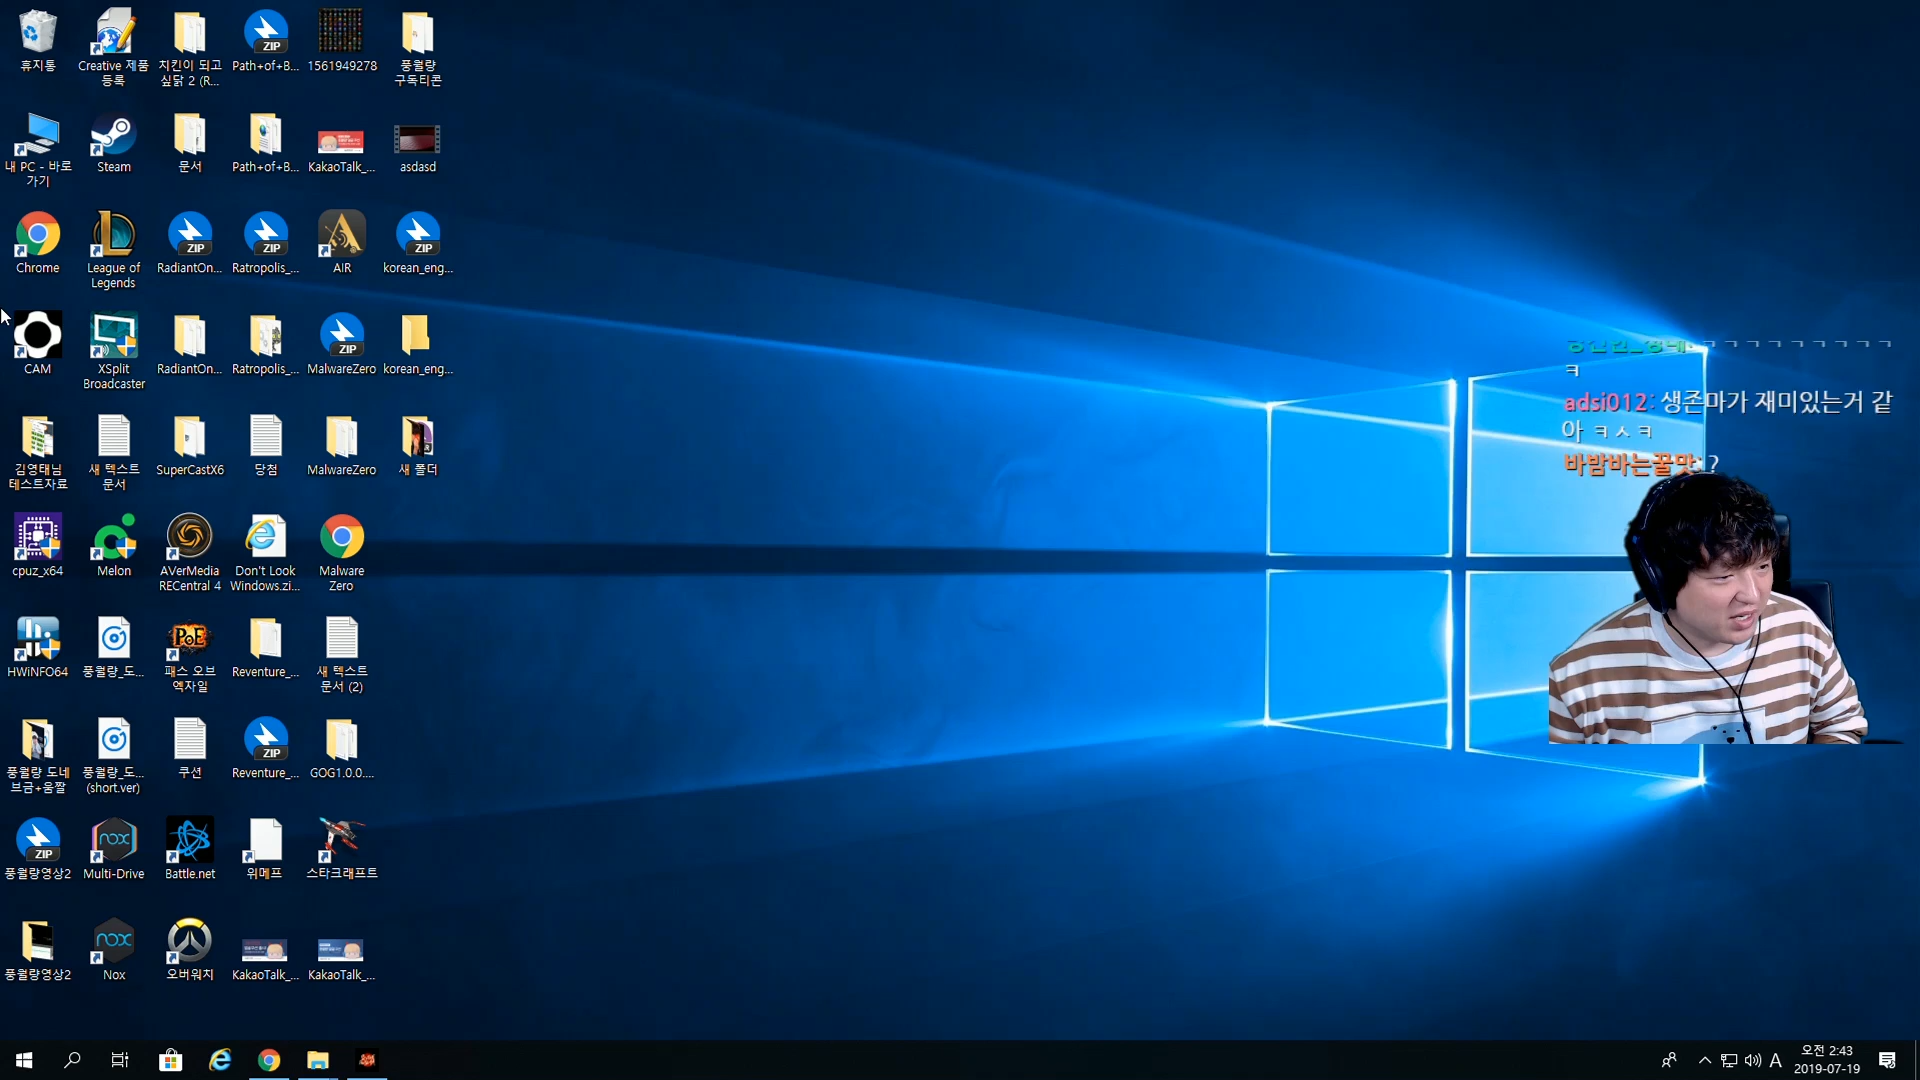 휴지통
Creative 제품
등록
치킨이 되고
싶닭 2 (R...
Path+of+B...
1561949278
풍월량
구독티콘
내 PC - 바로
가기
Steam
문서
Path+of+B...
KakaoTalk_...
asdasd
Chrome
League of
Legends
RadiantOn...
Ratropolis_...
AIR
korean_eng...
CAM
XSplit
Broadcaster
RadiantOn...
Ratropolis_...
MalwareZero
korean_eng...
김영태님
테스트자료
새 텍스트
문서
SuperCastX6
당첨
MalwareZero
새 폴더
cpuz_x64
Melon
AVerMedia
RECentral 4
Don't Look
Windows.zi...
Malware
Zero
HWiNFO64
풍월량_도...
패스 오브
엑자일
Reventure_...
새 텍스트
문서 (2)
풍월량 도네
브금+움짤
풍월량_도...
(short.ver)
쿠션
Reventure_...
GOG1.0.0....
풍월량영상2
Multi-Drive
Battle.net
위메프
스타크래프트
풍월량영상2
Nox
오버워치
KakaoTalk_...
KakaoTalk_...
ㅋ
adsi012: 생존마가 재미있는거 같
아 ㅋㅅㅋ
바밤바는꿀맛: ?
A
오전 2:43
2019-07-19